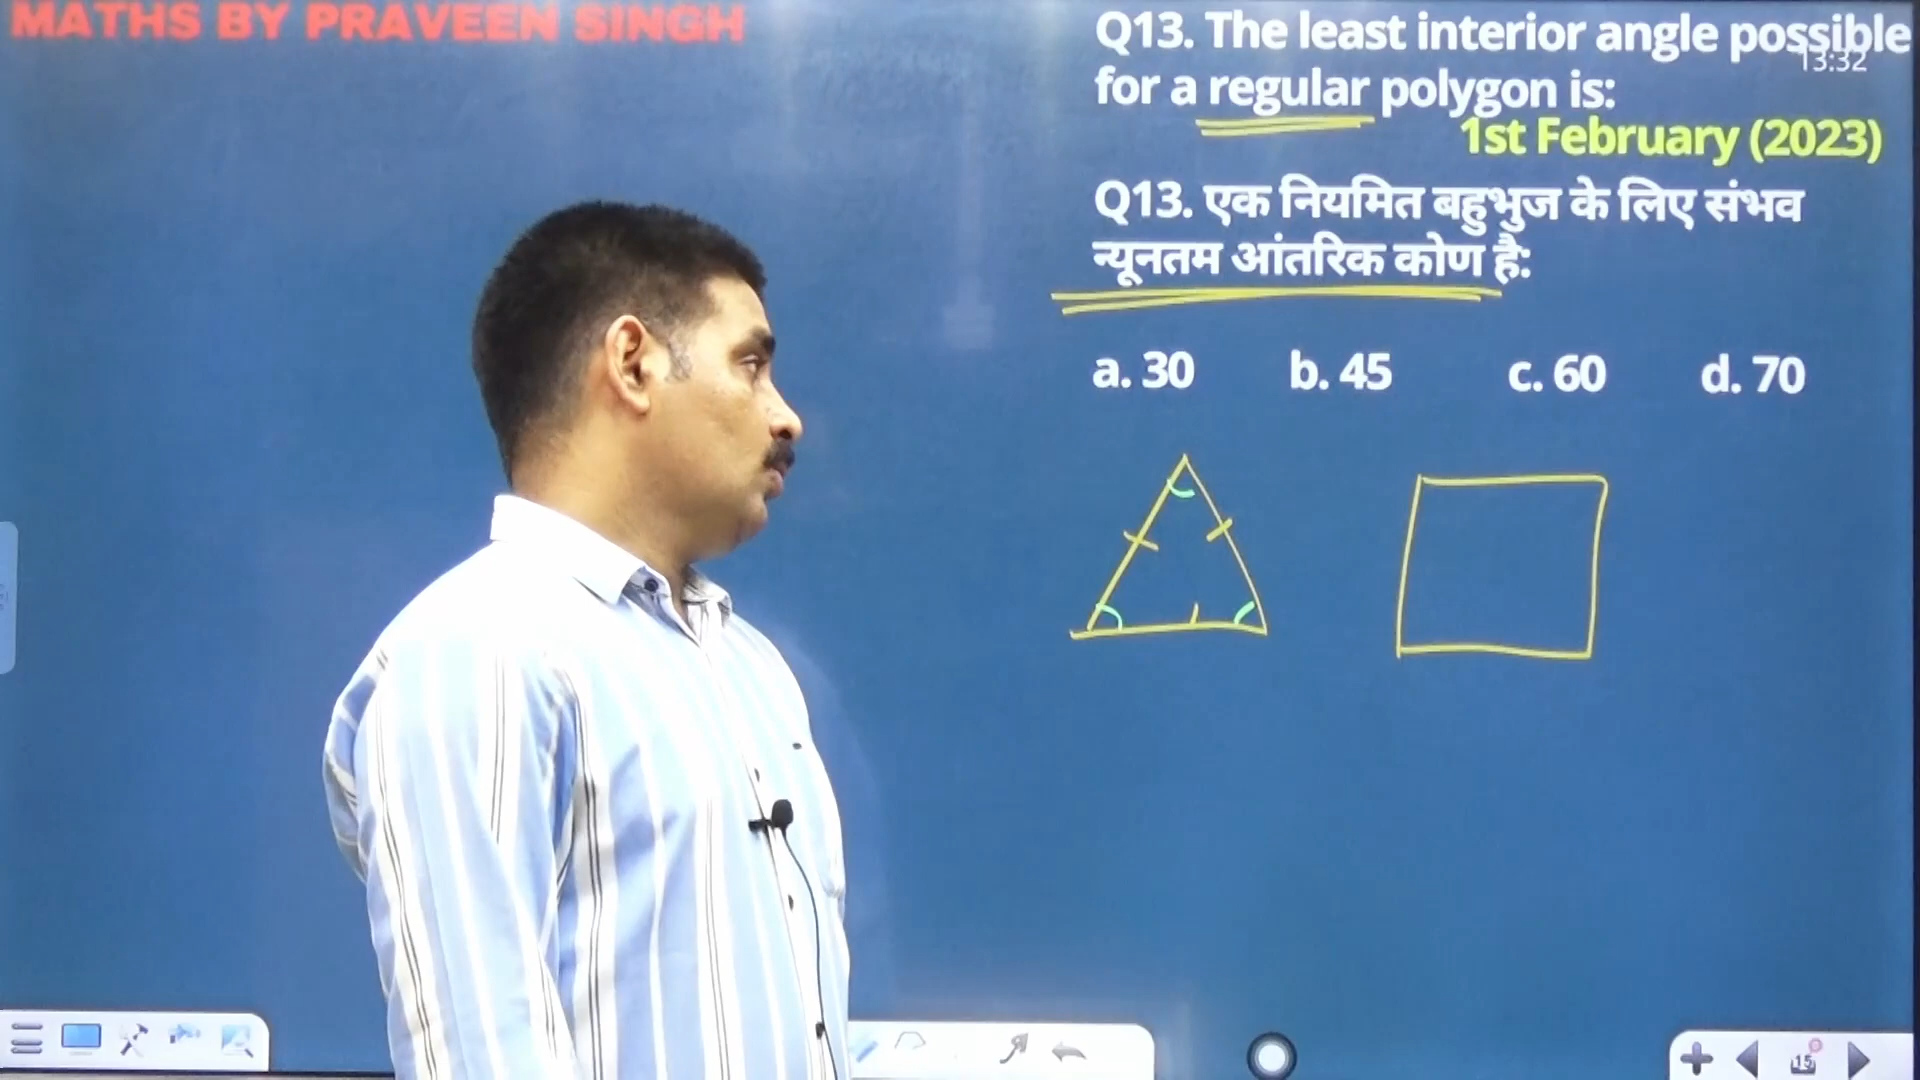 MATHS BY PRAVEEN SINGH
Q13. The least interior angle possible
13:32
for a regular polygon is:
1st February (2023)
Q13. एक नियमित बहुभुज के लिए संभव
न्यूनतम आंतरिक कोण है:
a. 30 b. 45 c. 60 d. 70
15